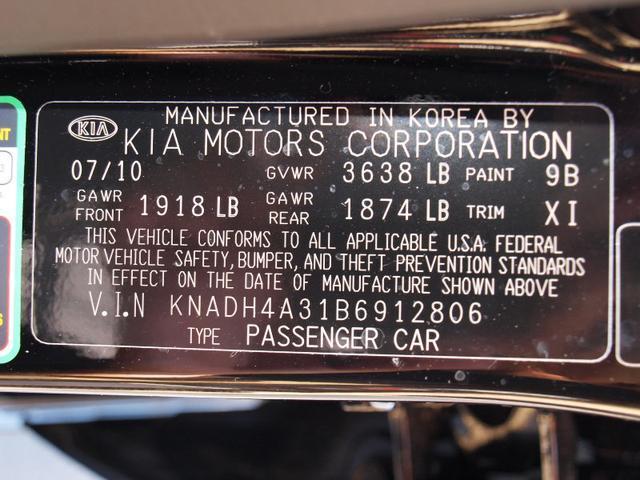 MANUFACTURED IN KOREA BY
KIA KIA MOTORS CORPORATION
07/10 GVWR 3638 LB PAINT 9B
GAWR FRONT 1918 LB GAWR REAR 1874 LB TRIM XI
THIS VEHICLE CONFORMS TO ALL APPLICABLE U.S.A. FEDERAL
MOTOR VEHICLE SAFETY, BUMPER, AND THEFT PREVENTION STANDARDS
IN EFFECT ON THE DATE OF MANUFACTURE SHOWN ABOVE
V.I.N KNADH4A31B6912806
TYPE PASSENGER CAR